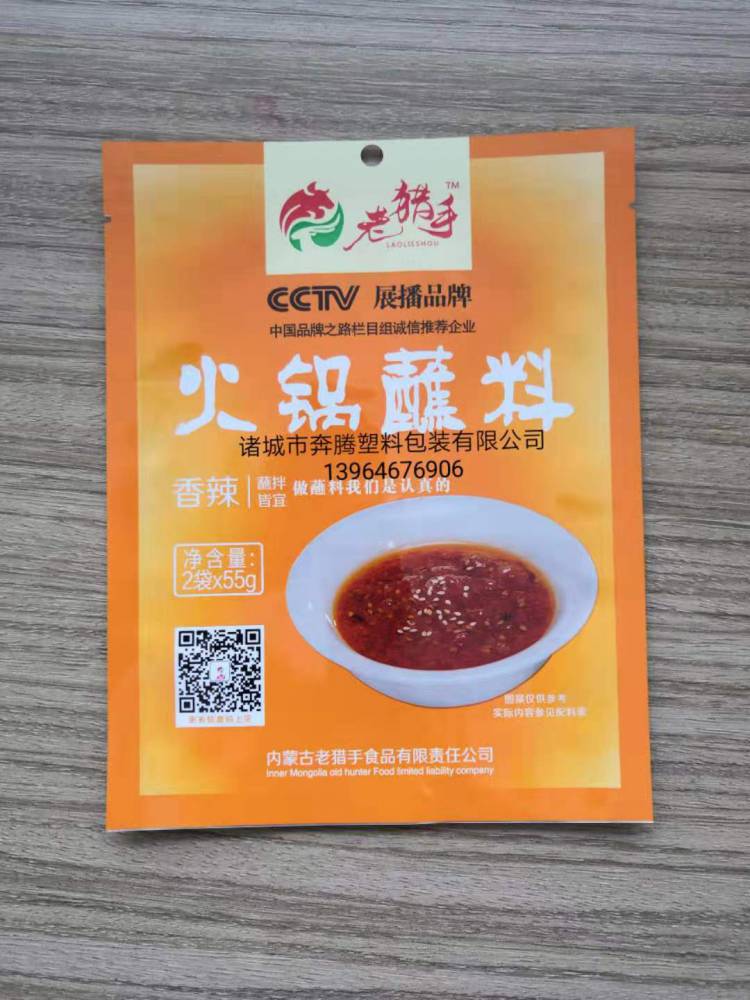 老猎手 TM
LAOLIESHOU
CCTV 展播品牌
中国品牌之路栏目组诚信推荐企业
火锅蘸料
诸城市奔腾塑料包装有限公司
13964676906
香辣 蘸拌皆宜 做蘸料我们是认真的
净含量:
2袋x55g
图案仅供参考
实际内容参见配料表
内蒙古老猎手食品有限责任公司
Inner Mongolia old hunter Food limited liability company